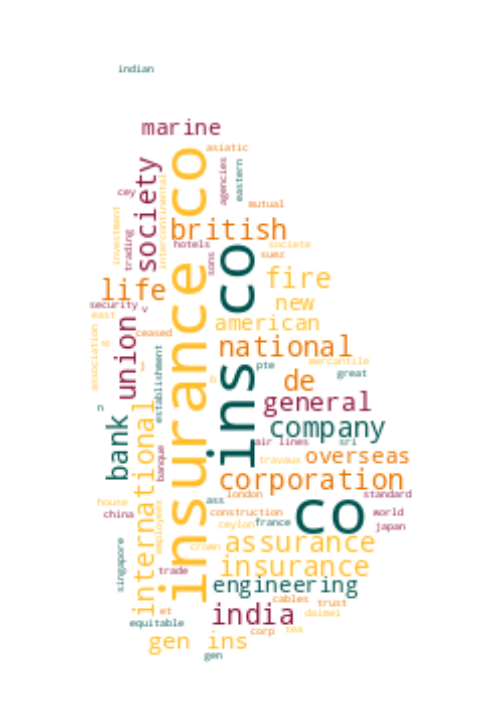 indian
marine
asiatic
society
insurance co
agencies
eastern
cey
intercontinental
mutual
investment
trading
british
hotels
societe
sons
ins co
suez
life
fire
security
v
new
east
union
american
association
g
ceased
national
mercantile
l
establishment
pte
great
b
de
general
n
international
bank
company
air lines
sri
banque
travaux
overseas
corporation
london
standard
house
employees
ass
co
china
construction
world
ceylon
france
japan
singapore
crown
assurance
trade
insurance
engineering
cables
trust
et
india
daimei
equitable
corp
tea
gen ins
gen